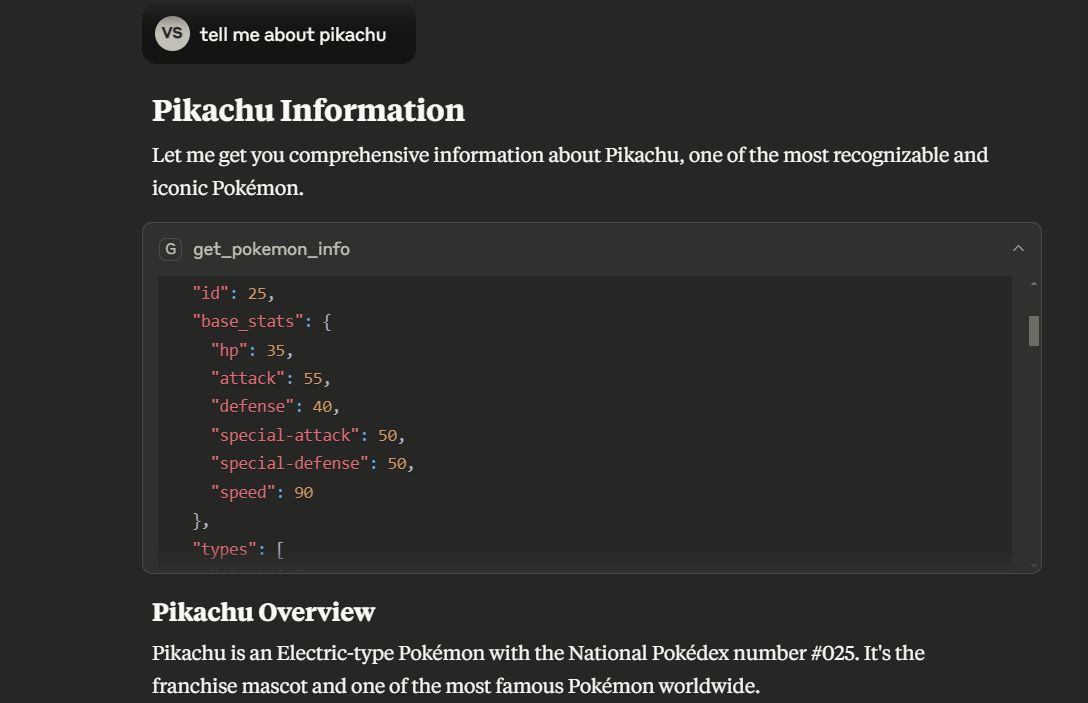 VS tell me about pikachu
Pikachu Information
Let me get you comprehensive information about Pikachu, one of the most recognizable and
iconic Pokémon.
G get_pokemon_info
"id": 25,
"base_stats": {
"hp": 35,
"attack": 55,
"defense": 40,
"special-attack": 50,
"special-defense": 50,
"speed": 90
},
"types": [
Pikachu Overview
Pikachu is an Electric-type Pokémon with the National Pokédex number #025. It's the
franchise mascot and one of the most famous Pokémon worldwide.